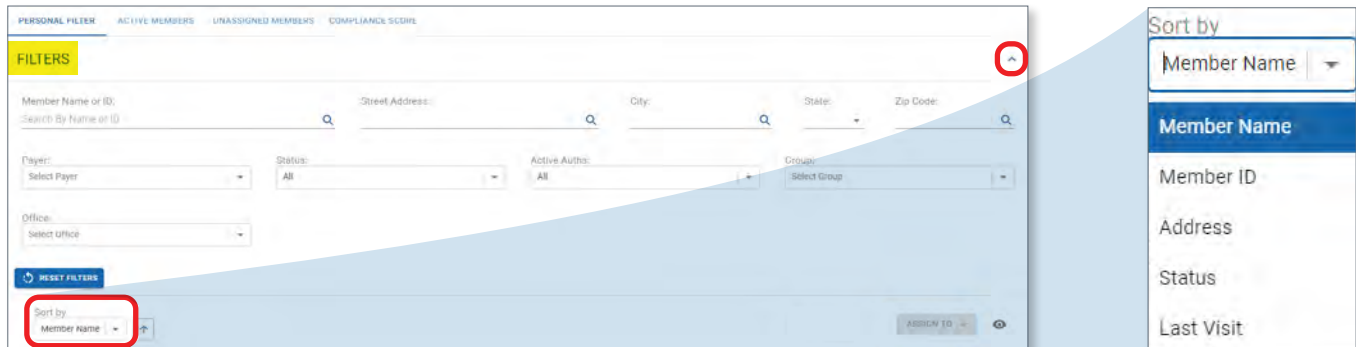 PERSONAL FILTER ACTIVE MEMBERS UNASSIGNED MEMBERS COMPLIANCE SCORE
FILTERS
Member Name or ID: Street Address: City: State: Zip Code:
Search By Name or ID
Payer: Status: Active Auths: Group:
Select Payer All All Select Group
Office:
Select Office
RESET FILTERS
Sort by
Member Name ASSIGN TO
Sort by
Member Name
Member Name
Member ID
Address
Status
Last Visit